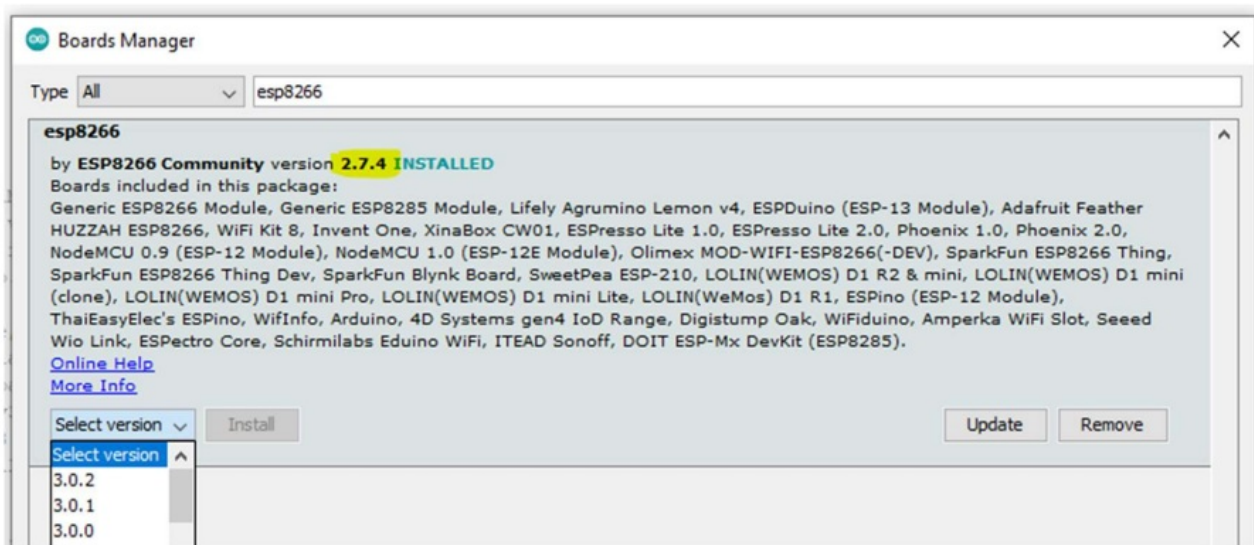 Boards Manager
Type All esp8266
esp8266
by ESP8266 Community version 2.7.4 INSTALLED
Boards included in this package:
Generic ESP8266 Module, Generic ESP8285 Module, Lifely Agrumino Lemon v4, ESPDuino (ESP-13 Module), Adafruit Feather
HUZZAH ESP8266, WiFi Kit 8, Invent One, XinaBox CW01, ESPresso Lite 1.0, ESPresso Lite 2.0, Phoenix 1.0, Phoenix 2.0,
NodeMCU 0.9 (ESP-12 Module), NodeMCU 1.0 (ESP-12E Module), Olimex MOD-WIFI-ESP8266(-DEV), SparkFun ESP8266 Thing,
SparkFun ESP8266 Thing Dev, SparkFun Blynk Board, SweetPea ESP-210, LOLIN(WEMOS) D1 R2 & mini, LOLIN(WEMOS) D1 mini
(clone), LOLIN(WEMOS) D1 mini Pro, LOLIN(WEMOS) D1 mini Lite, LOLIN(WeMos) D1 R1, ESPino (ESP-12 Module),
ThaiEasyElec's ESPino, WifInfo, Arduino, 4D Systems gen4 IoD Range, Digistump Oak, WiFiduino, Amperka WiFi Slot, Seeed
Wio Link, ESPectro Core, Schirmilabs Eduino WiFi, ITEAD Sonoff, DOIT ESP-Mx DevKit (ESP8285).
Online Help
More Info
Select version Install Update Remove
Select version
3.0.2
3.0.1
3.0.0